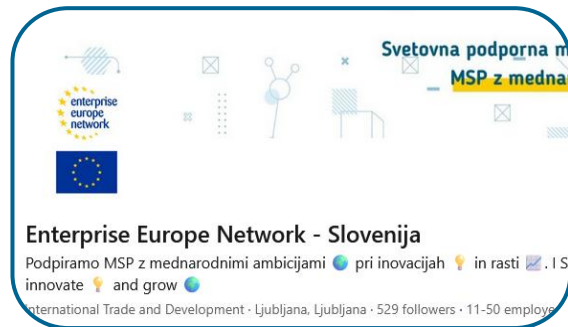 Svetovna podporna m
MSP z medna
enterprise
europe
network
Enterprise Europe Network - Slovenija
Podpiramo MSP z mednarodnimi ambicijami 🌍 pri inovacijah 💡 in rasti 📈. I S
innovate 💡 and grow 🌍
International Trade and Development · Ljubljana, Ljubljana · 529 followers · 11-50 employe